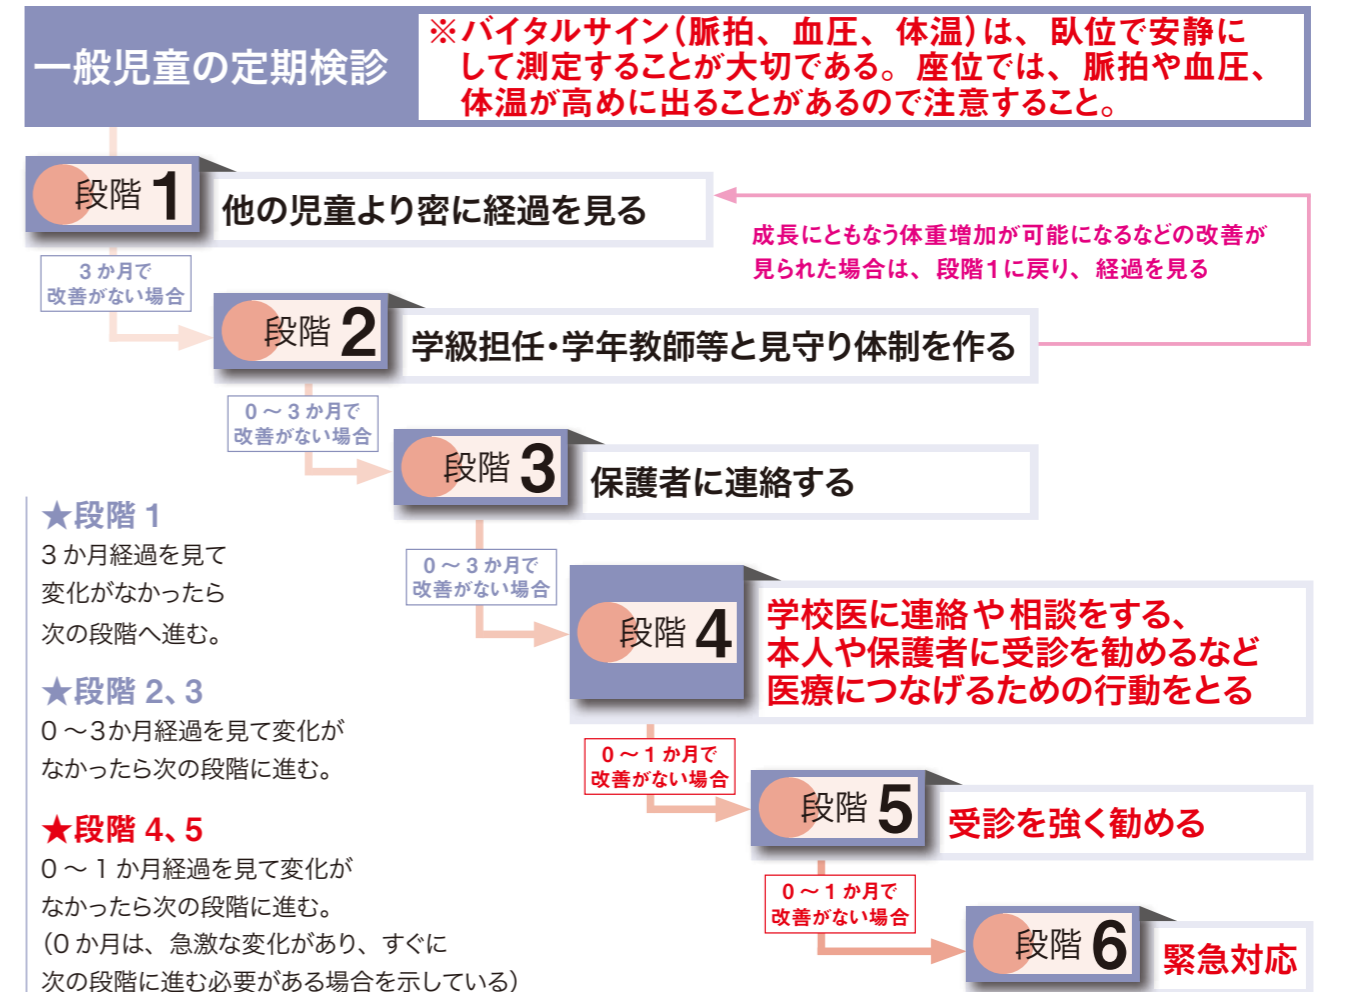 一般児童の定期検診
※バイタルサイン（脈拍、血圧、体温）は、臥位で安静に
して測定することが大切である。座位では、脈拍や血圧、
体温が高めに出ることがあるので注意すること。
段階 1
他の児童より密に経過を見る
成長にともなう体重増加が可能になるなどの改善が
見られた場合は、段階1に戻り、経過を見る
3か月で
改善がない場合
段階 2
学級担任・学年教師等と見守り体制を作る
0～3か月で
改善がない場合
段階 3
保護者に連絡する
0～3か月で
改善がない場合
段階 4
学校医に連絡や相談をする、
本人や保護者に受診を勧めるなど
医療につなげるための行動をとる
0～1か月で
改善がない場合
段階 5
受診を強く勧める
0～1か月で
改善がない場合
段階 6
緊急対応
★段階 1
3か月経過を見て
変化がなかったら
次の段階へ進む。
★段階 2、3
0～3か月経過を見て変化が
なかったら次の段階に進む。
★段階 4、5
0～1か月経過を見て変化が
なかったら次の段階に進む。
（0か月は、急激な変化があり、すぐに
次の段階に進む必要がある場合を示している）